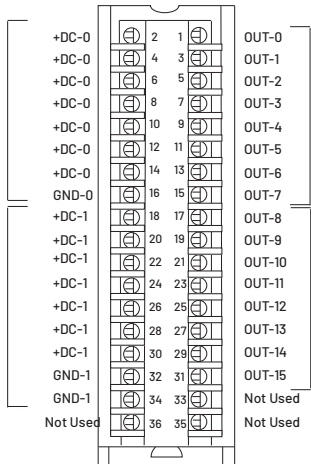 +DC-0 2 1 OUT-0
+DC-0 4 3 OUT-1
+DC-0 6 5 OUT-2
+DC-0 8 7 OUT-3
+DC-0 10 9 OUT-4
+DC-0 12 11 OUT-5
+DC-0 14 13 OUT-6
GND-0 16 15 OUT-7
+DC-1 18 17 OUT-8
+DC-1 20 19 OUT-9
+DC-1 22 21 OUT-10
+DC-1 24 23 OUT-11
+DC-1 26 25 OUT-12
+DC-1 28 27 OUT-13
+DC-1 30 29 OUT-14
GND-1 32 31 OUT-15
GND-1 34 33 Not Used
Not Used 36 35 Not Used